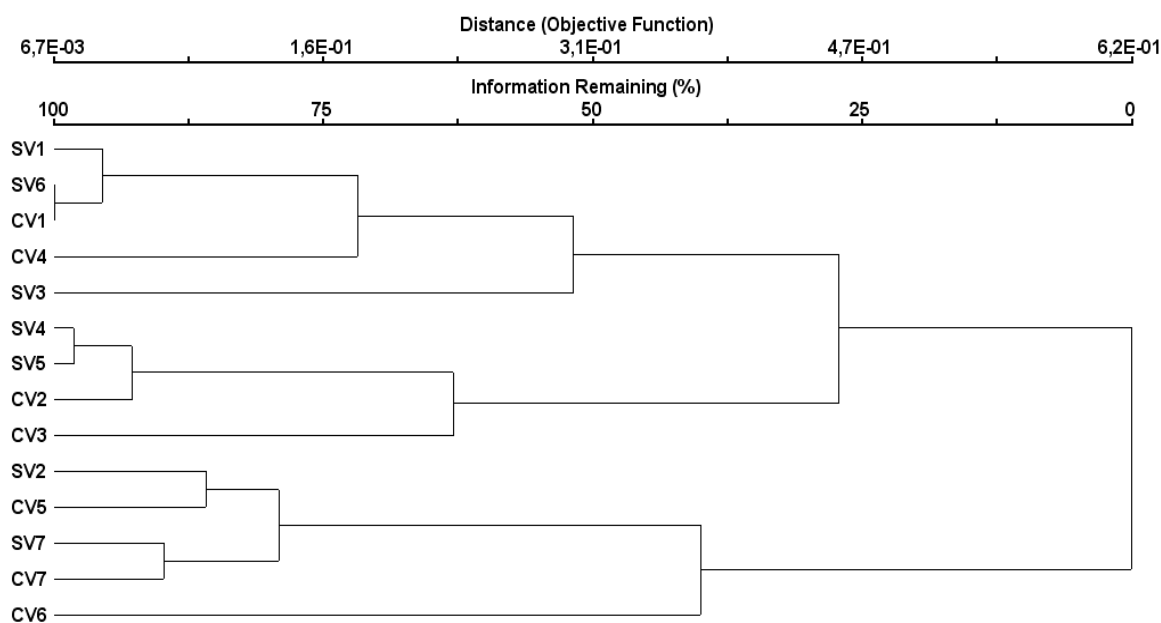 Distance (Objective Function)
6,7E-03 1,6E-01 3,1E-01 4,7E-01 6,2E-01
Information Remaining (%)
100 75 50 25 0
SV1
SV6
CV1
CV4
SV3
SV4
SV5
CV2
CV3
SV2
CV5
SV7
CV7
CV6